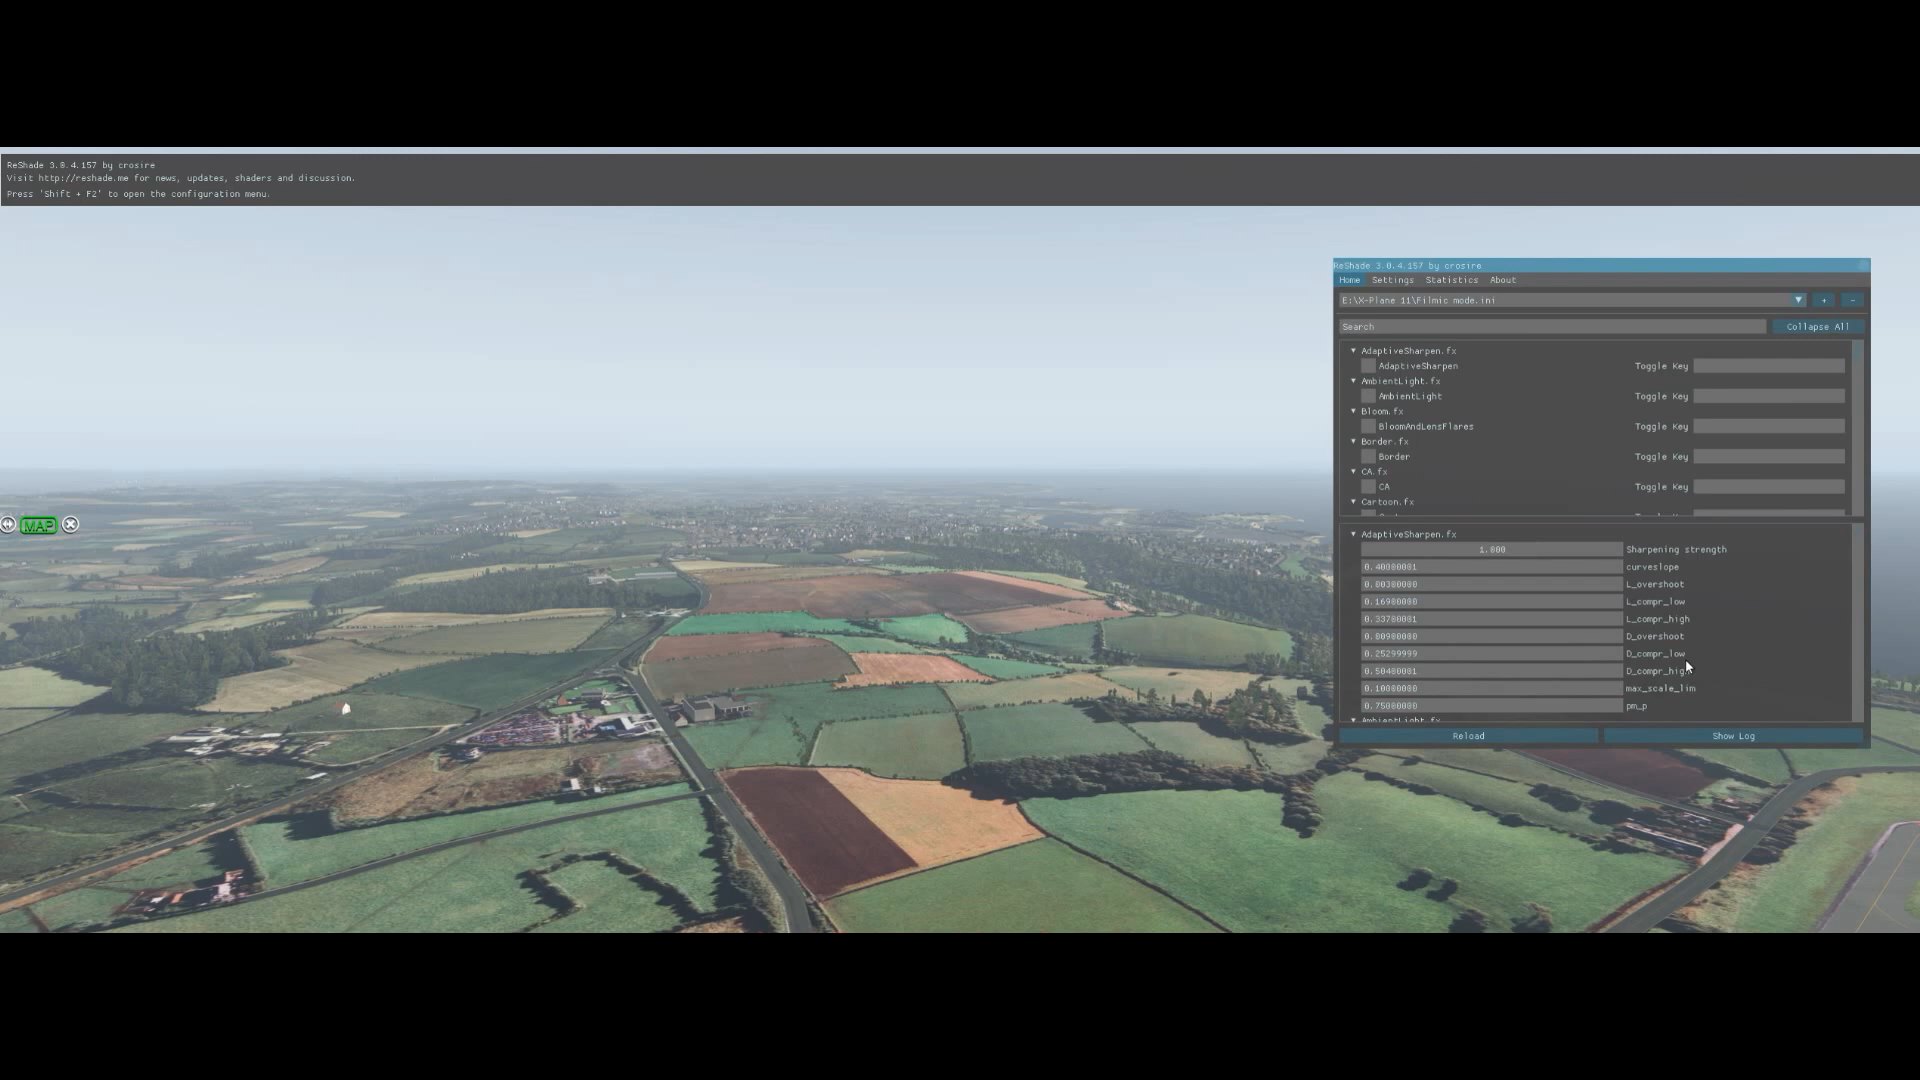 ReShade 3.0.4.157 by crosire
Visit http://reshade.me for news, updates, shaders and discussion.
Press 'Shift + F2' to open the configuration menu.
ReShade 3.0.4.157 by crosire
Home Settings Statistics About
E:\X-Plane 11\Filmic mode.ini ▼ + -
Search Collapse All
AdaptiveSharpen.fx
AdaptiveSharpen Toggle Key
AmbientLight.fx
AmbientLight Toggle Key
Bloom.fx
BloomAndLensFlares Toggle Key
Border.fx
Border Toggle Key
CA.fx
CA Toggle Key
Cartoon.fx
MAP
AdaptiveSharpen.fx
1.000 Sharpening strength
0.40000001 curveslope
0.00300000 L_overshoot
0.16900000 L_compr_low
0.33700001 L_compr_high
0.00900000 D_overshoot
0.25299999 D_compr_low
0.50400001 D_compr_high
0.10000000 max_scale_lim
0.75000000 pm_p
AmbientLight.fx
Reload Show Log